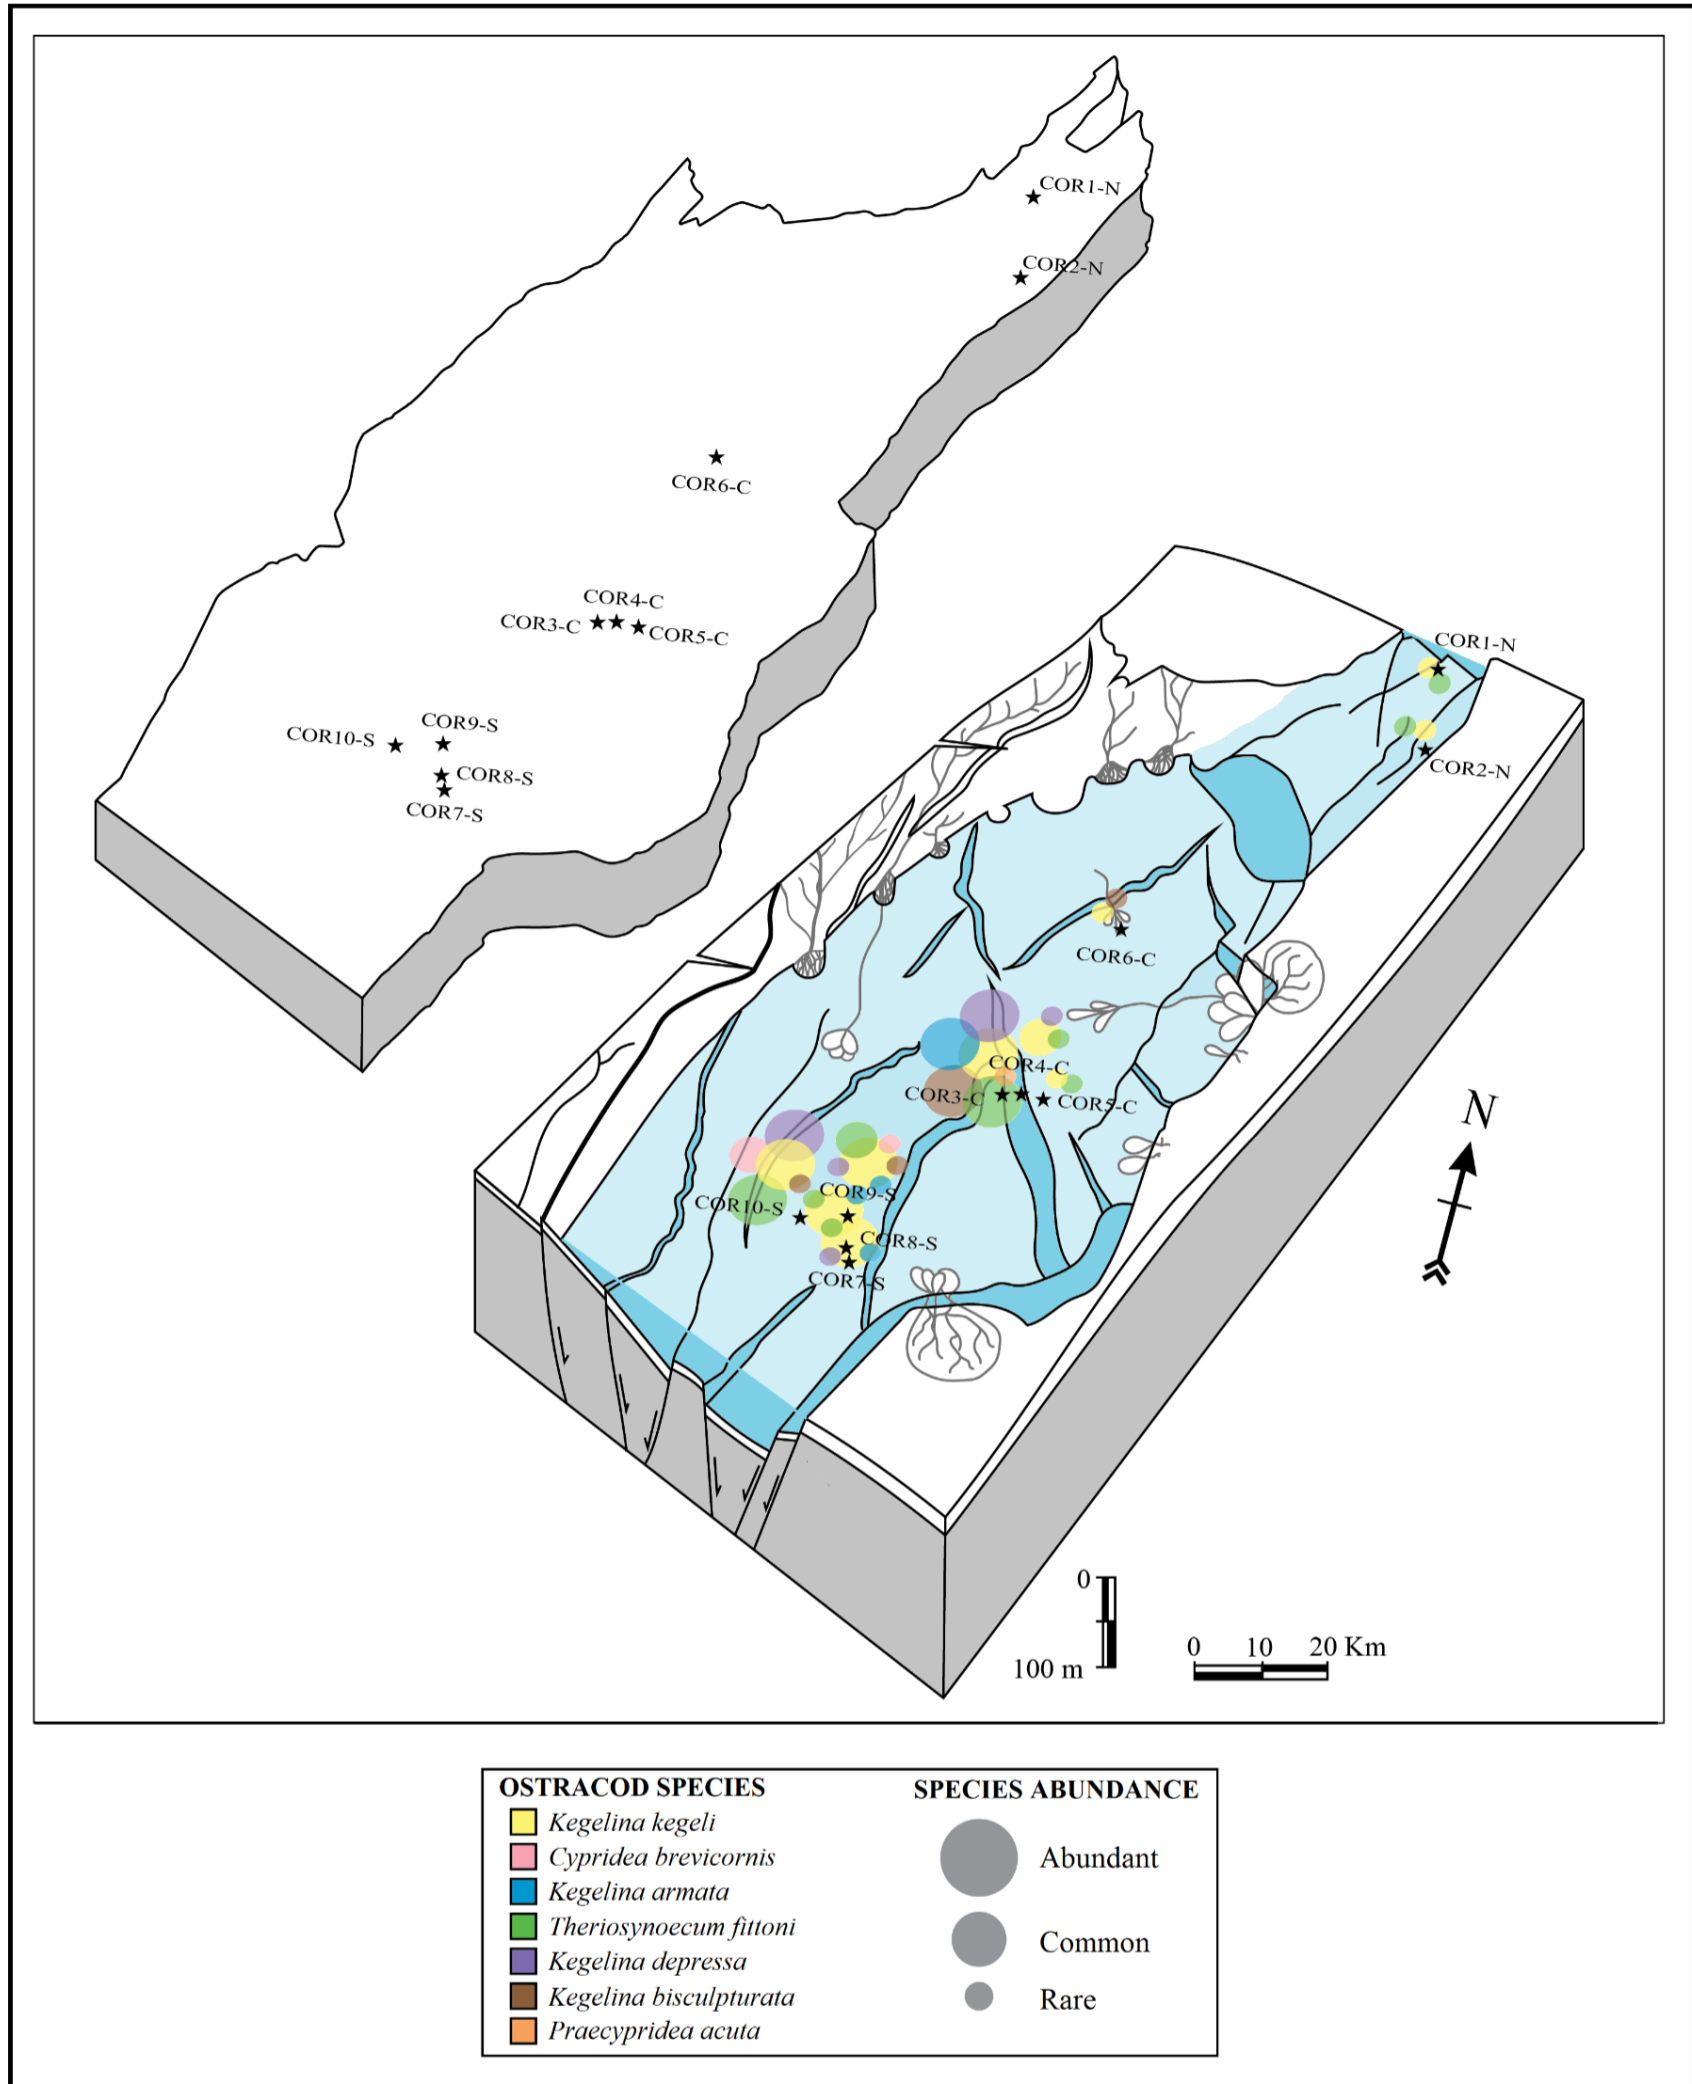 COR1-N
COR2-N
COR6-C
COR4-C
COR3-C
COR5-C
COR9-S
COR10-S
COR8-S
COR7-S
COR1-N
COR2-N
COR6-C
COR4-C
COR3-C
COR5-C
COR9-S
COR10-S
COR8-S
COR7-S
N
0
100 m
0 10 20 Km
OSTRACOD SPECIES
Kegelina kegeli
Cypridea brevicornis
Kegelina armata
Theriosynoecum fittoni
Kegelina depressa
Kegelina bisculpturata
Praecypridea acuta
SPECIES ABUNDANCE
Abundant
Common
Rare